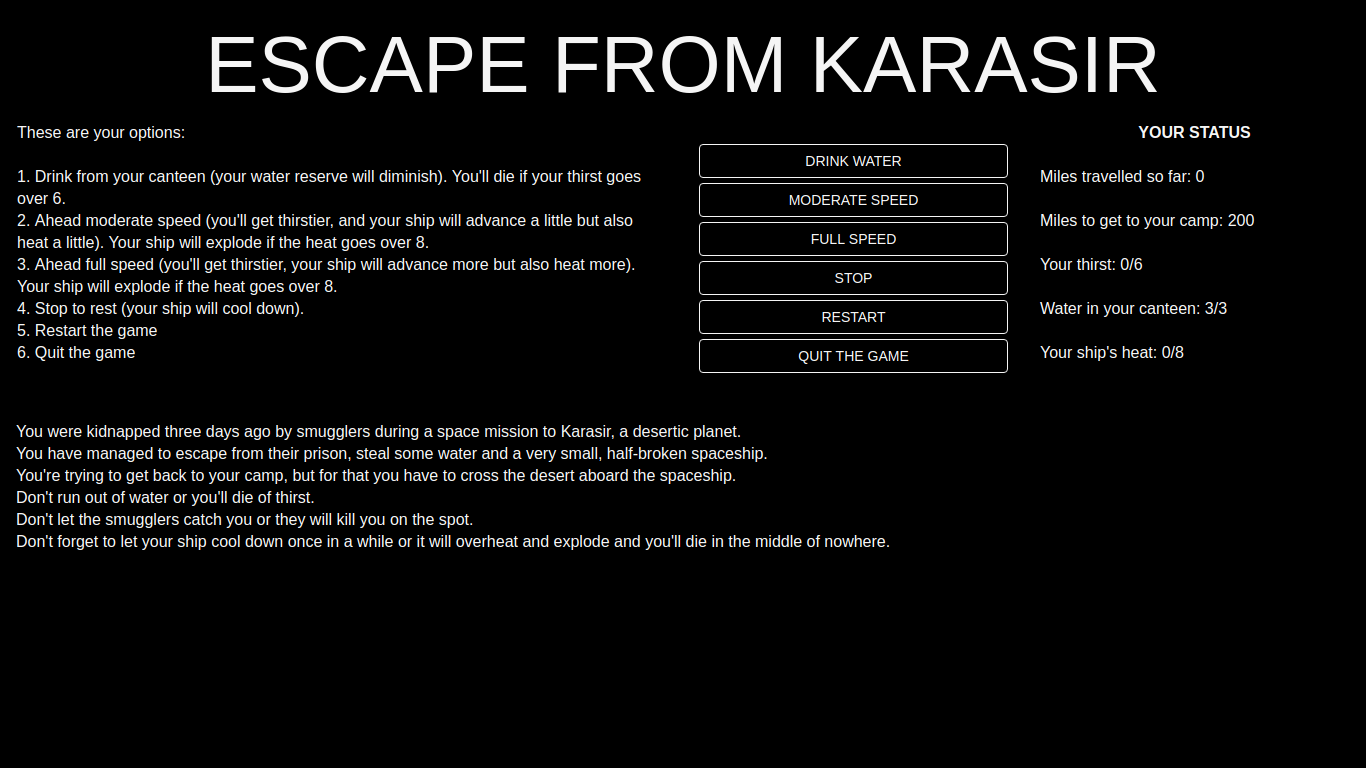 ESCAPE FROM KARASIR
These are your options:
1. Drink from your canteen (your water reserve will diminish). You'll die if your thirst goes
over 6.
2. Ahead moderate speed (you'll get thirstier, and your ship will advance a little but also
heat a little). Your ship will explode if the heat goes over 8.
3. Ahead full speed (you'll get thirstier, your ship will advance more but also heat more).
Your ship will explode if the heat goes over 8.
4. Stop to rest (your ship will cool down).
5. Restart the game
6. Quit the game
DRINK WATER
MODERATE SPEED
FULL SPEED
STOP
RESTART
QUIT THE GAME
YOUR STATUS
Miles travelled so far: 0
Miles to get to your camp: 200
Your thirst: 0/6
Water in your canteen: 3/3
Your ship's heat: 0/8
You were kidnapped three days ago by smugglers during a space mission to Karasir, a desertic planet.
You have managed to escape from their prison, steal some water and a very small, half-broken spaceship.
You're trying to get back to your camp, but for that you have to cross the desert aboard the spaceship.
Don't run out of water or you'll die of thirst.
Don't let the smugglers catch you or they will kill you on the spot.
Don't forget to let your ship cool down once in a while or it will overheat and explode and you'll die in the middle of nowhere.